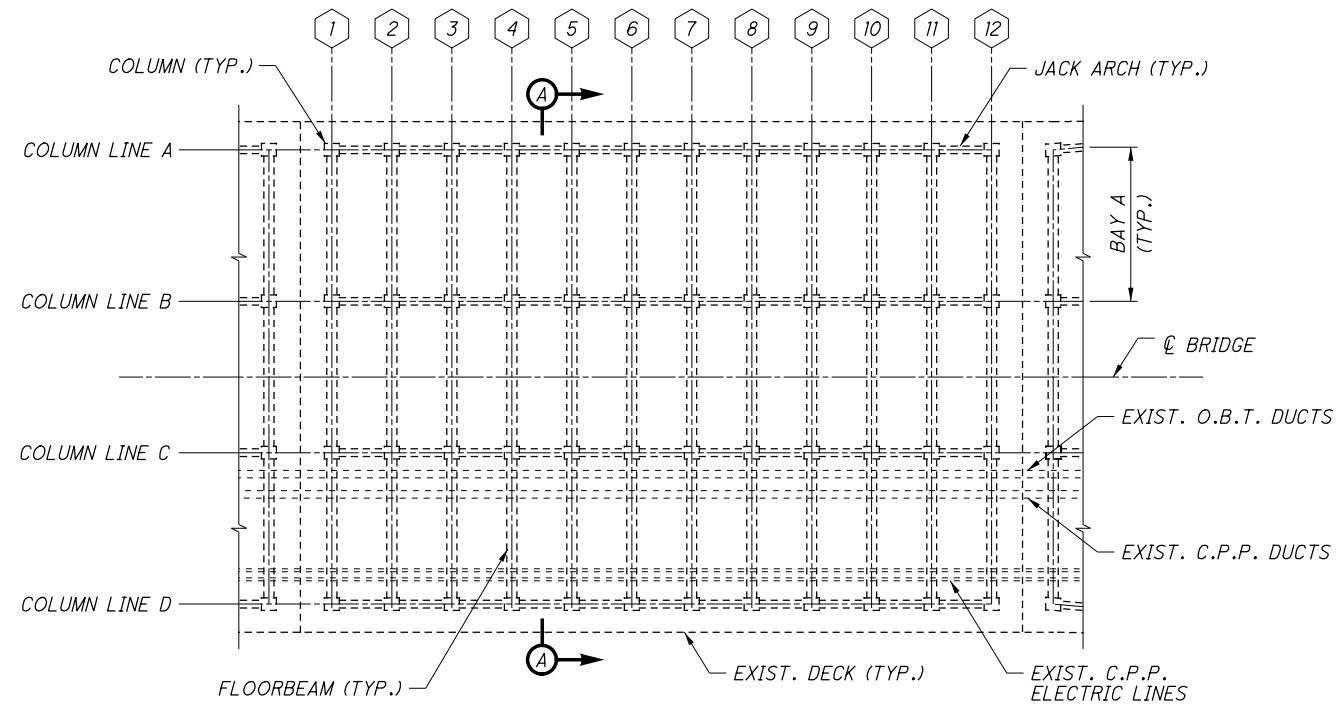 1 2 3 4 5 6 7 8 9 10 11 12
COLUMN (TYP.)
JACK ARCH (TYP.)
A
COLUMN LINE A
BAY A
(TYP.)
COLUMN LINE B
℄ BRIDGE
EXIST. O.B.T. DUCTS
COLUMN LINE C
EXIST. C.P.P. DUCTS
COLUMN LINE D
A
FLOORBEAM (TYP.)
EXIST. DECK (TYP.)
EXIST. C.P.P.
ELECTRIC LINES